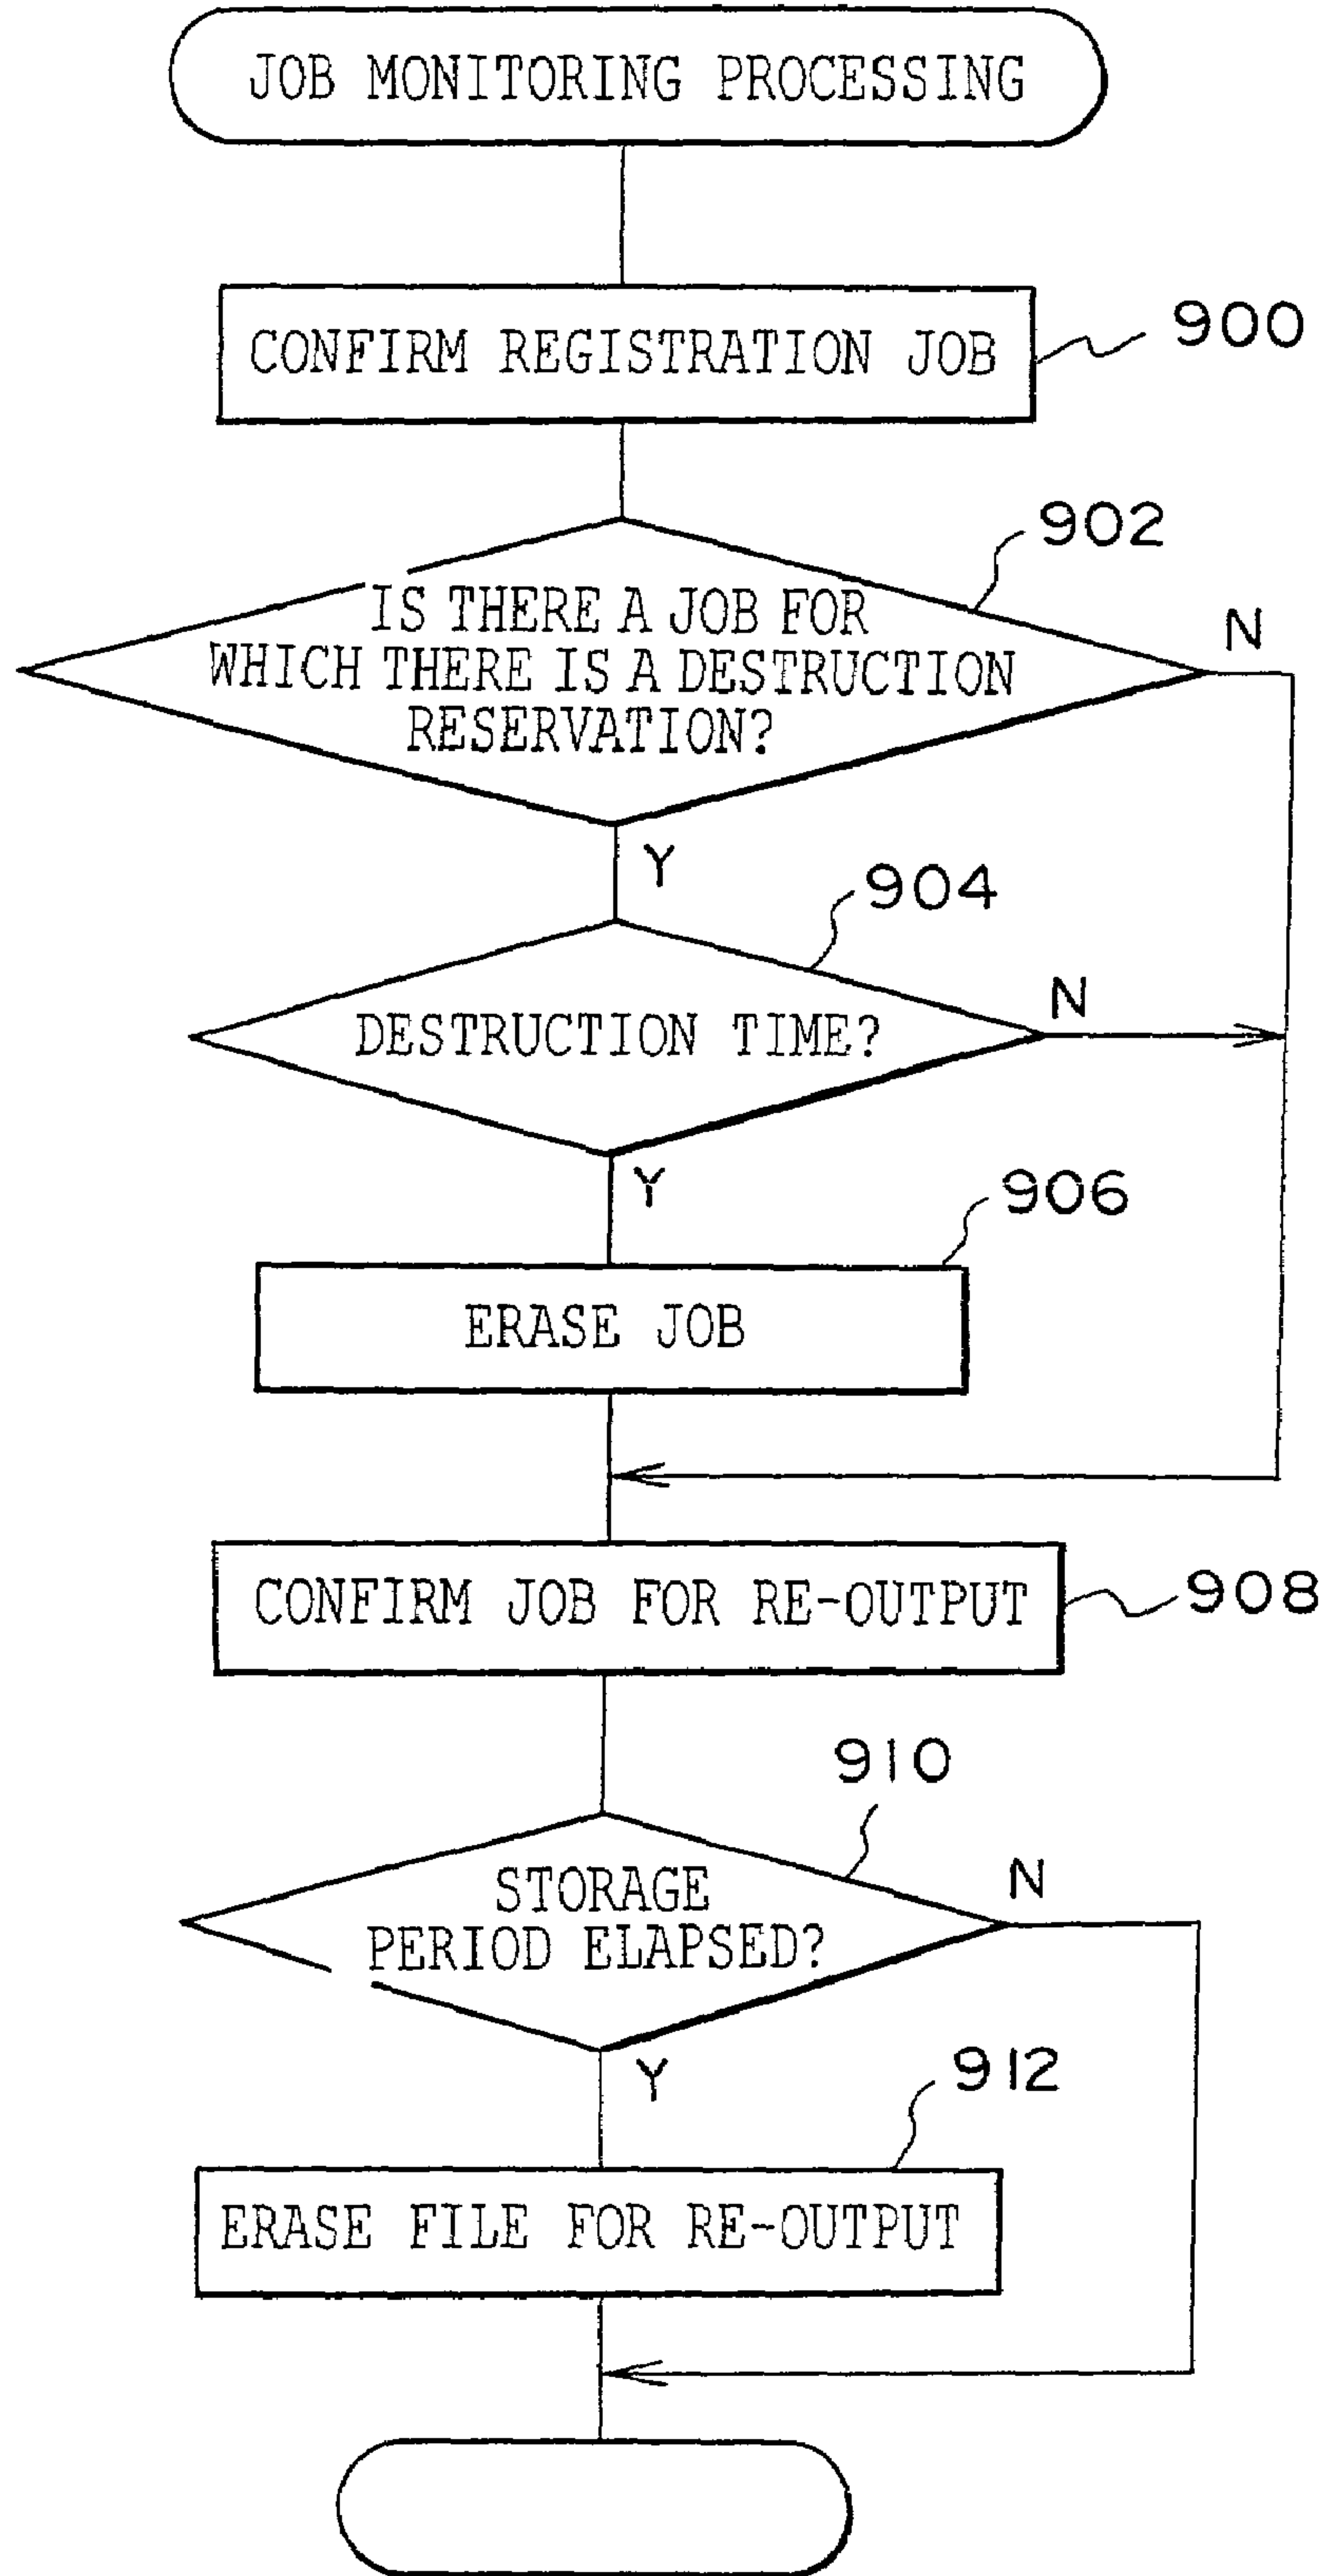 JOB MONITORING PROCESSING
CONFIRM REGISTRATION JOB
900
902
IS THERE A JOB FOR
WHICH THERE IS A DESTRUCTION
RESERVATION?
N
Y
904
DESTRUCTION TIME?
N
Y
906
ERASE JOB
CONFIRM JOB FOR RE-OUTPUT
908
910
STORAGE
PERIOD ELAPSED?
N
Y
912
ERASE FILE FOR RE-OUTPUT